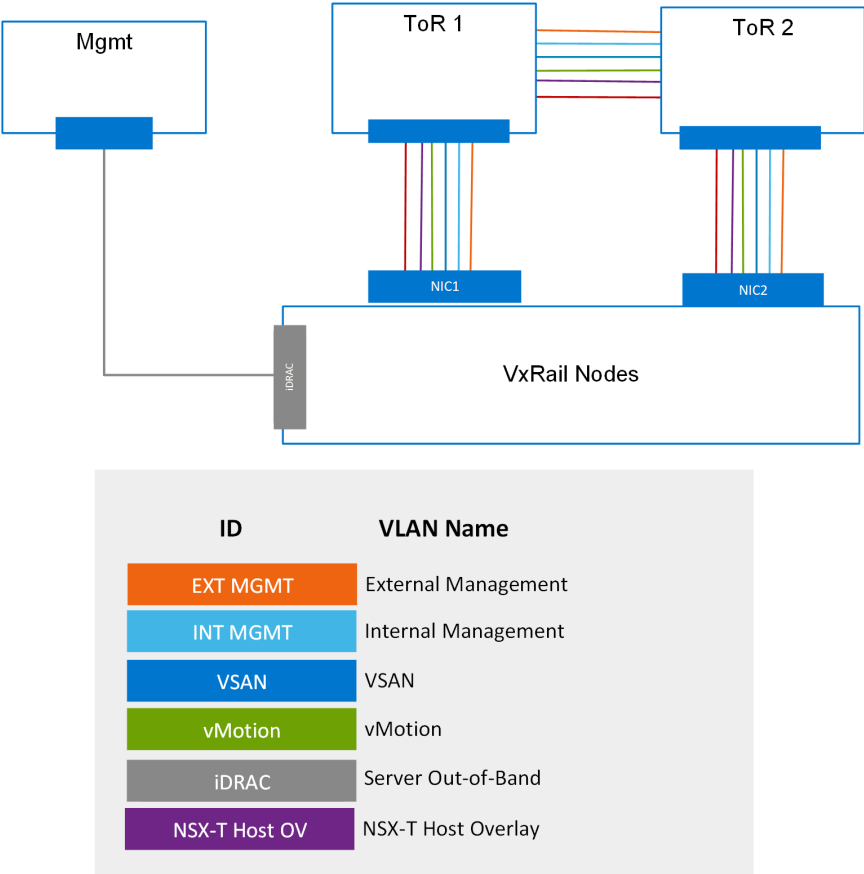 Mgmt
ToR 1
ToR 2
NIC1
NIC2
iDRAC
VxRail Nodes
ID VLAN Name
EXT MGMT External Management
INT MGMT Internal Management
VSAN VSAN
vMotion vMotion
iDRAC Server Out-of-Band
NSX-T Host OV NSX-T Host Overlay